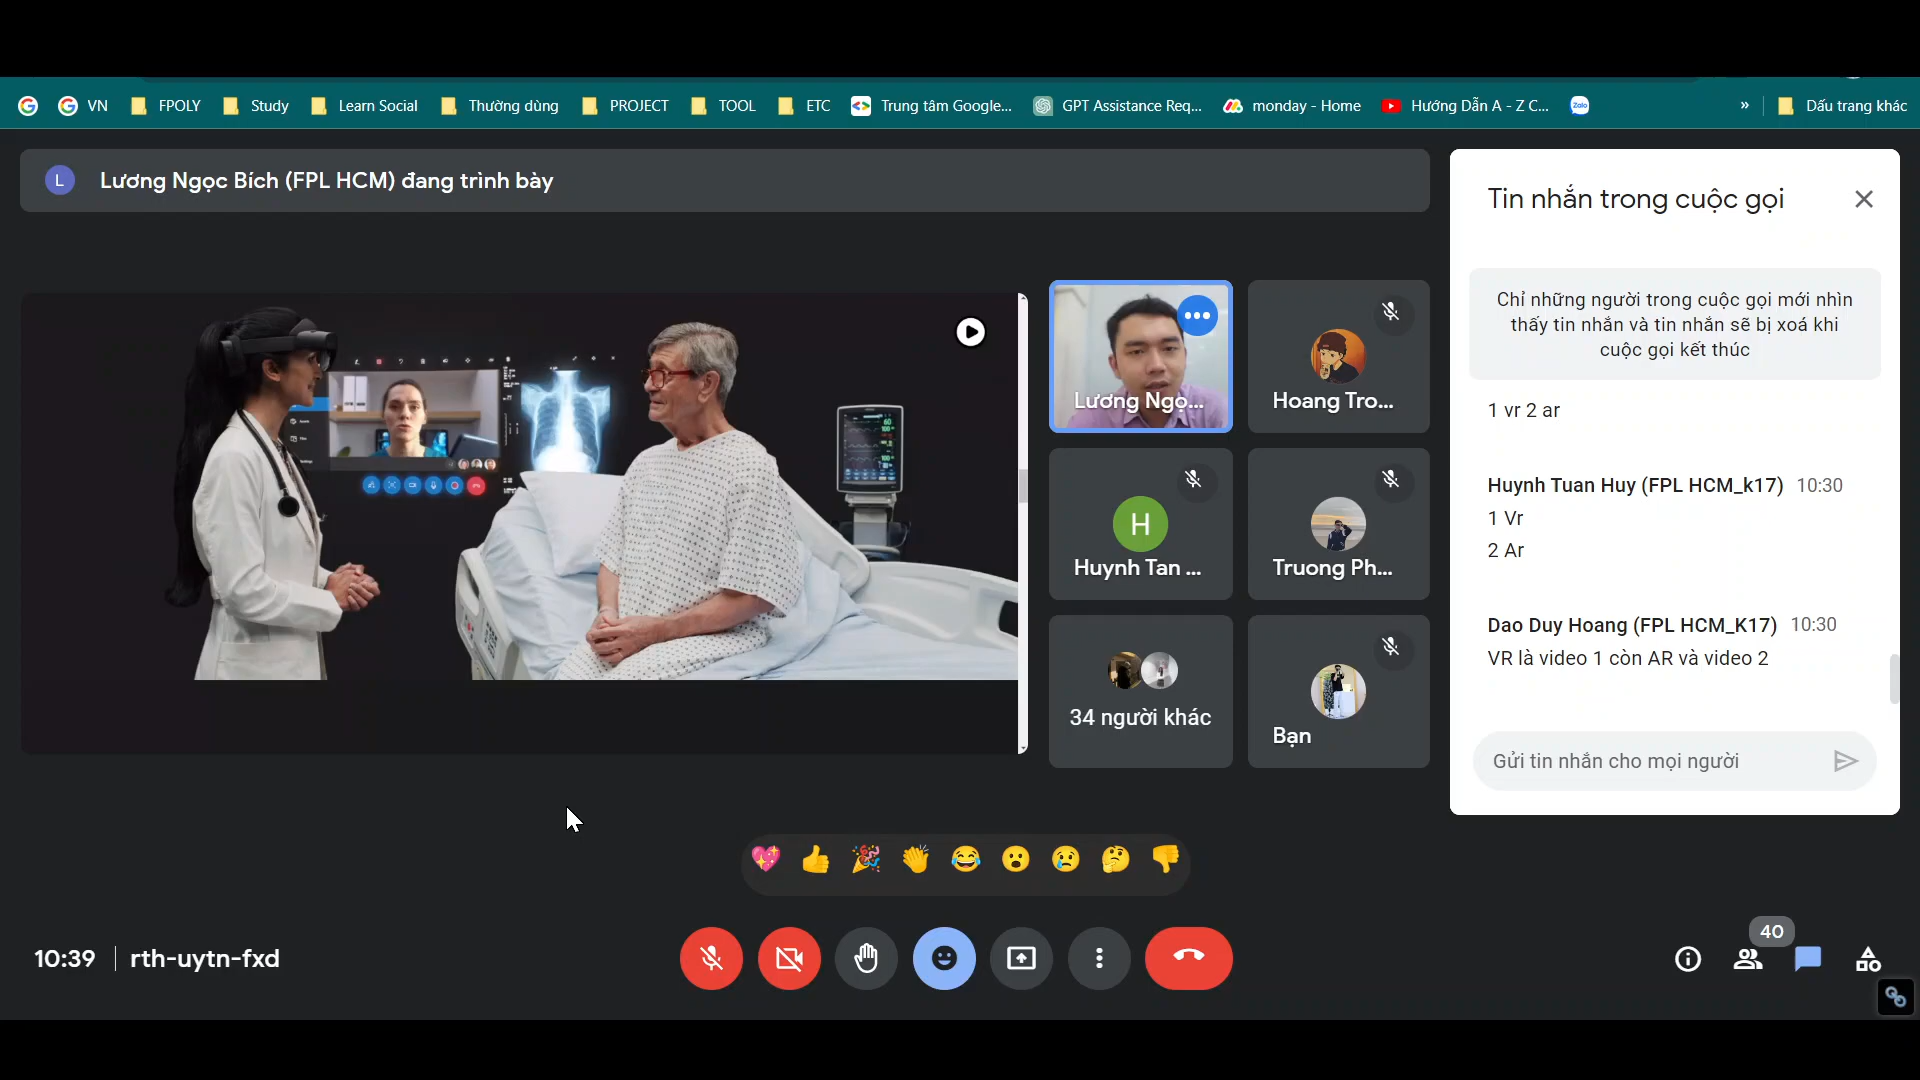 VN
FPOLY
Study
Learn Social
Thường dùng
PROJECT
TOOL
ETC
Trung tâm Google...
GPT Assistance Req...
monday - Home
Hướng Dẫn A - Z C...
Zalo
»
Dấu trang khác
L
Lương Ngọc Bích (FPL HCM) đang trình bày
Lương Ngọ...
Hoang Tro...
H
Huynh Tan ...
Truong Ph...
34 người khác
Bạn
Tin nhắn trong cuộc gọi
Chỉ những người trong cuộc gọi mới nhìn
thấy tin nhắn và tin nhắn sẽ bị xoá khi
cuộc gọi kết thúc
1 vr 2 ar
Huynh Tuan Huy (FPL HCM_k17) 10:30
1 Vr
2 Ar
Dao Duy Hoang (FPL HCM_K17) 10:30
VR là video 1 còn AR và video 2
Gửi tin nhắn cho mọi người
10:39
rth-uytn-fxd
40